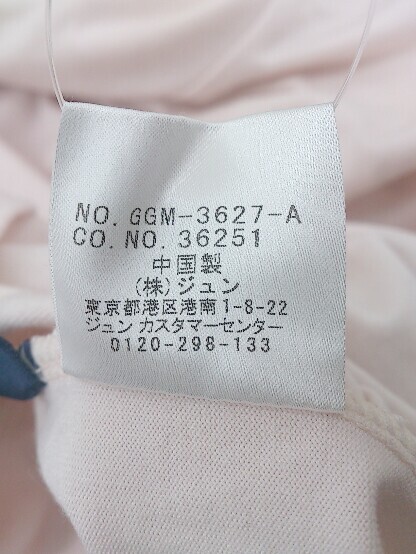 NO. GGM-3627-A
CO. NO. 36251
中国製
(株)ジュン
東京都港区港南1-8-22
ジュン カスタマーセンター
0120-298-133